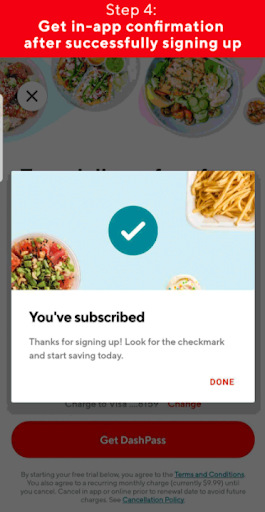 Step 4:
Get in-app confirmation
after successfully signing up
You've subscribed
Thanks for signing up! Look for the checkmark
and start saving today.
DONE
Charge to Visa ...6159 Change
Get DashPass
By starting your free trial below, you agree to the Terms and Conditions.
You also agree to a recurring monthly charge (currently $9.99) until
you cancel. Cancel in app or online prior to renewal date to avoid future
charges. See Cancellation Policy.